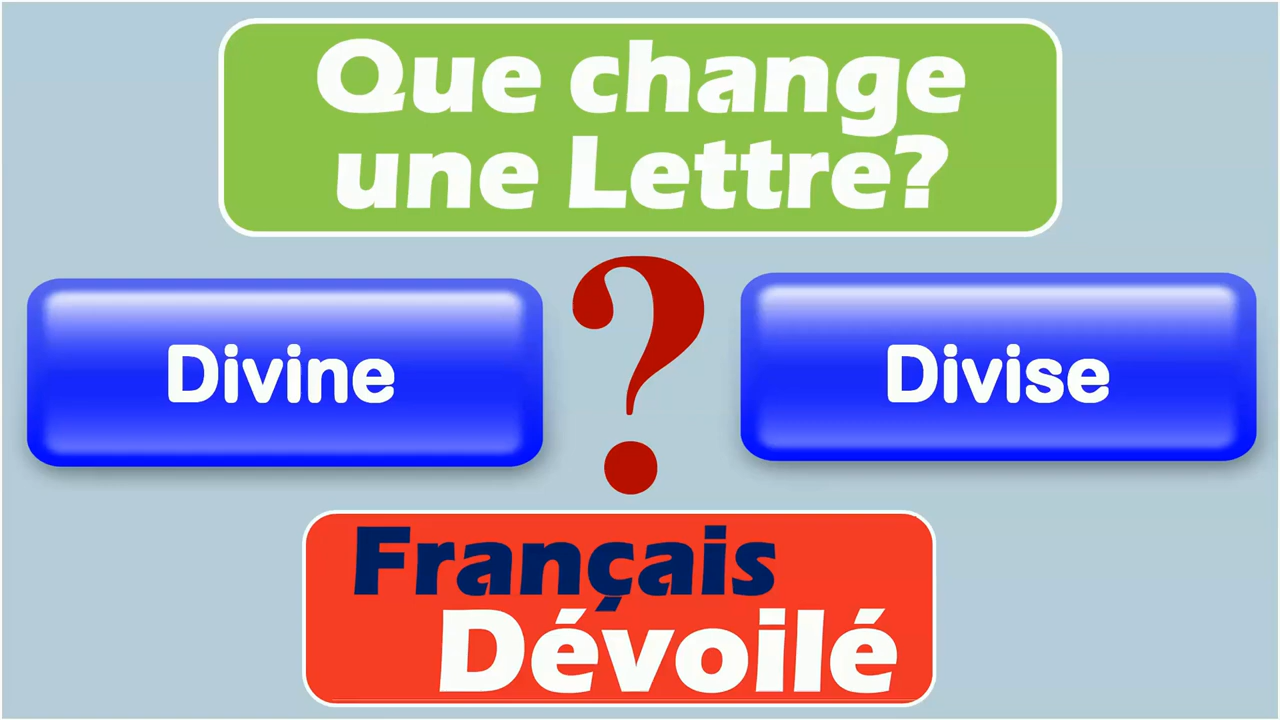 Que change
une Lettre?
Divine
?
Divise
Français
Dévoilé